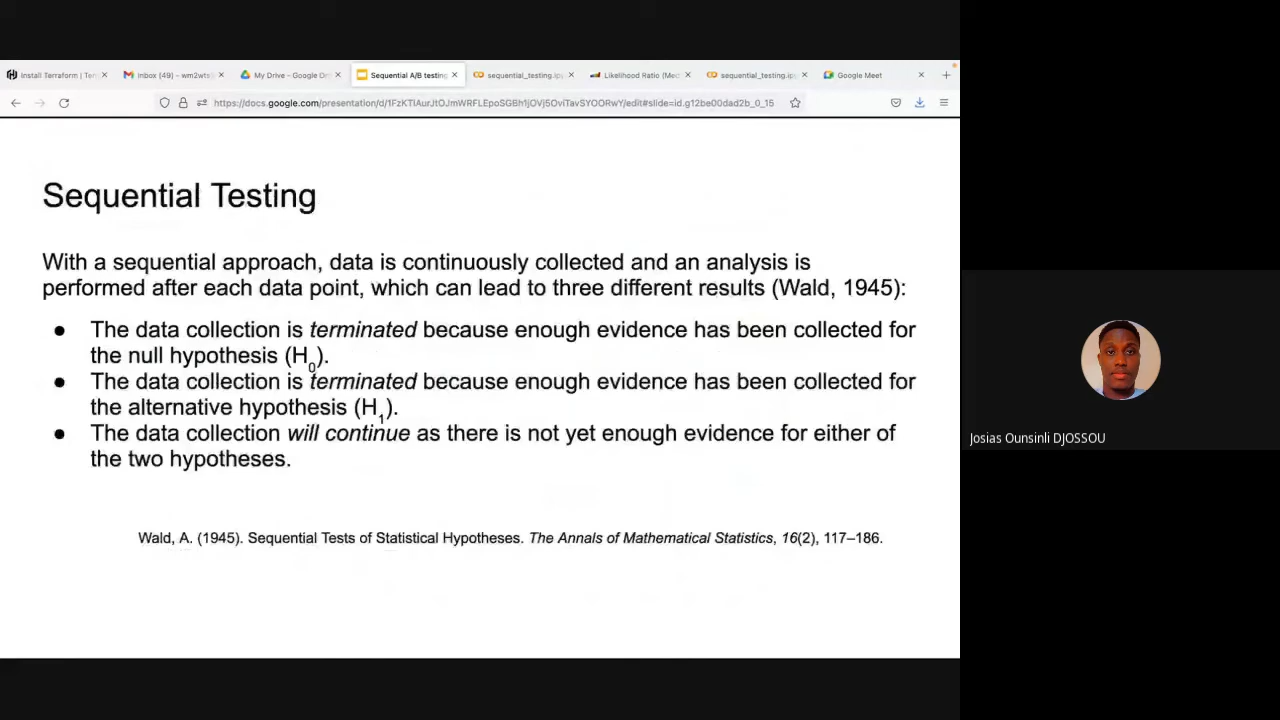 Install Terraform | Ter
Inbox (49) - wm2wts
My Drive - Google Dri
Sequential A/B testing
sequential_testing.ipy
Likelihood Ratio (Med
sequential_testing.ipy
Google Meet
https://docs.google.com/presentation/d/1FzKTIAurJtOJmWRFLEpoSGBh1jOVj5OviTavSYOORwY/edit#slide=id.g12be00dad2b_0_15
Sequential Testing
With a sequential approach, data is continuously collected and an analysis is
performed after each data point, which can lead to three different results (Wald, 1945):
● The data collection is terminated because enough evidence has been collected for
the null hypothesis (H0).
● The data collection is terminated because enough evidence has been collected for
the alternative hypothesis (H1).
● The data collection will continue as there is not yet enough evidence for either of
the two hypotheses.
Wald, A. (1945). Sequential Tests of Statistical Hypotheses. The Annals of Mathematical Statistics, 16(2), 117–186.
Josias Ounsinli DJOSSOU